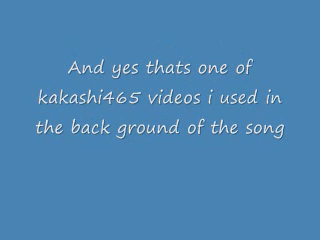 And yes thats one of
kakashi465 videos i used in
the back ground of the song